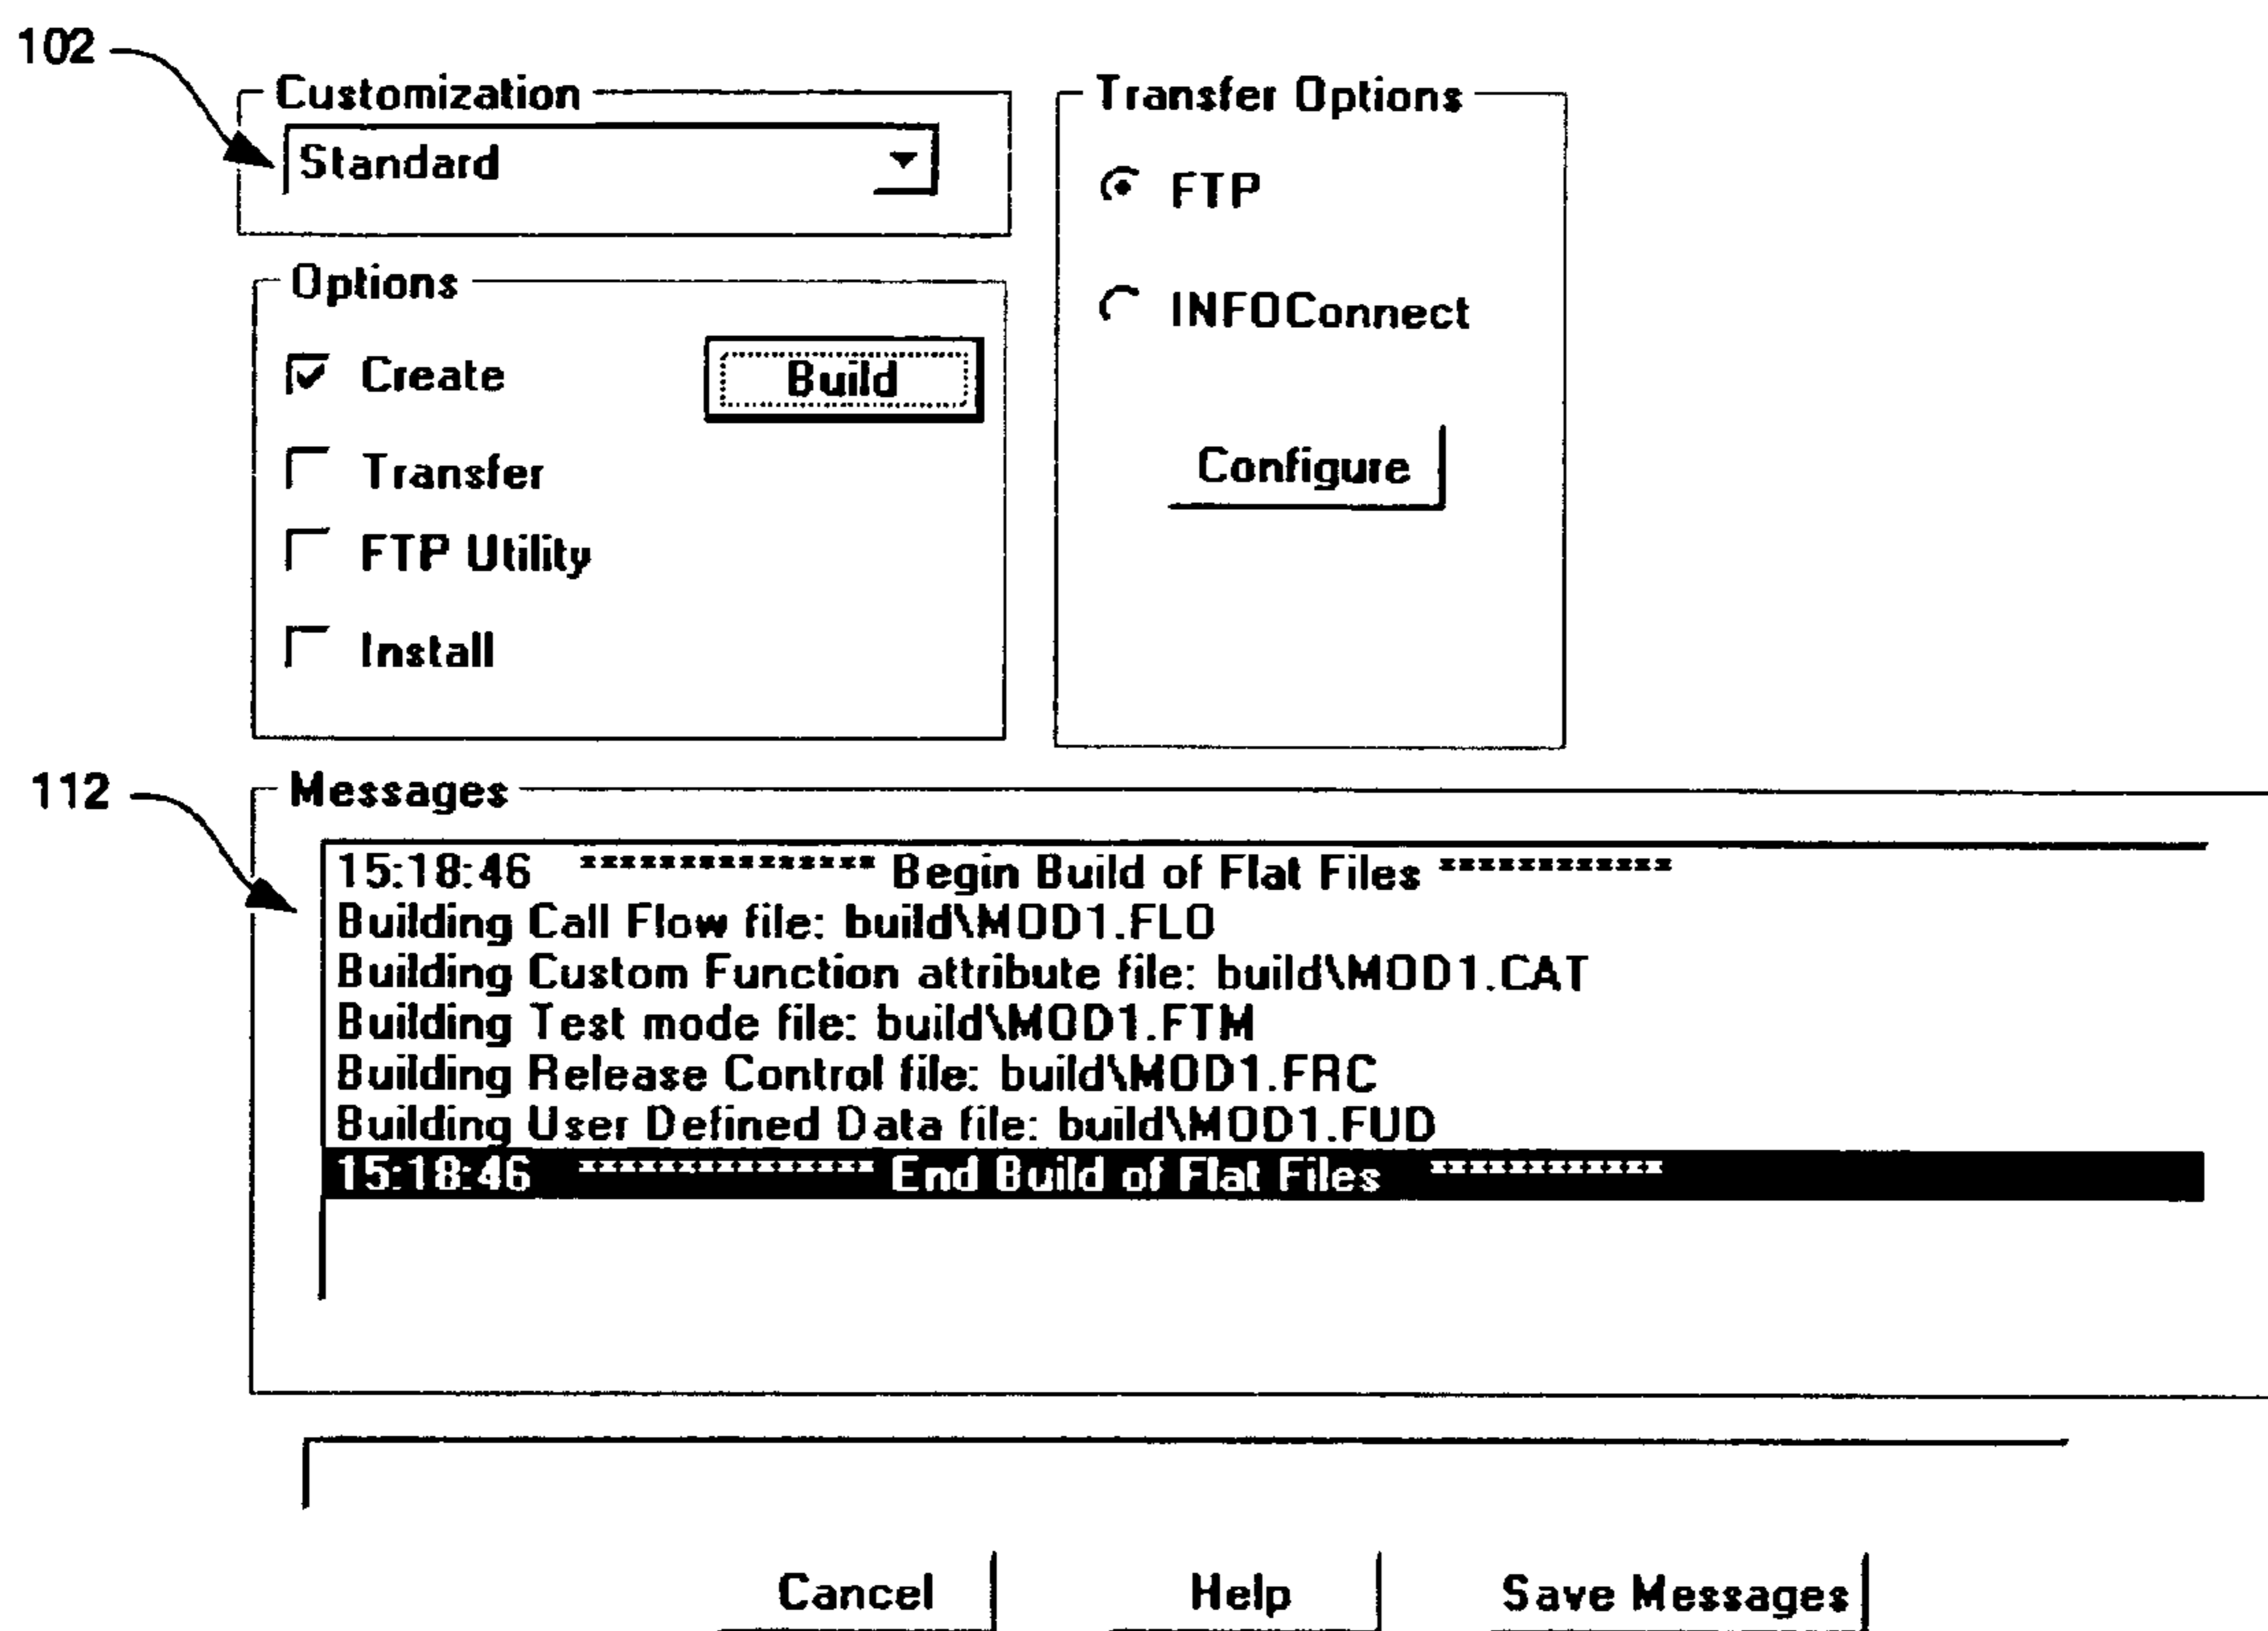 102
Customization
Standard
Transfer Options
FTP
INFOConnect
Configure
Options
Create
Build
Transfer
FTP Utility
Install
112
Messages
15:18:46 *************** Begin Build of Flat Files ************
Building Call Flow file: build\MOD1.FLO
Building Custom Function attribute file: build\MOD1.CAT
Building Test mode file: build\MOD1.FTM
Building Release Control file: build\MOD1.FRC
Building User Defined Data file: build\MOD1.FUD
15:18:46 *************** End Build of Flat Files ************
Cancel Help Save Messages